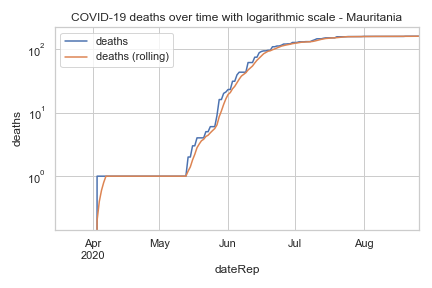 COVID-19 deaths over time with logarithmic scale - Mauritania
deaths
deaths (rolling)
10²
10¹
10⁰
deaths
Apr
2020
May
Jun
Jul
Aug
dateRep